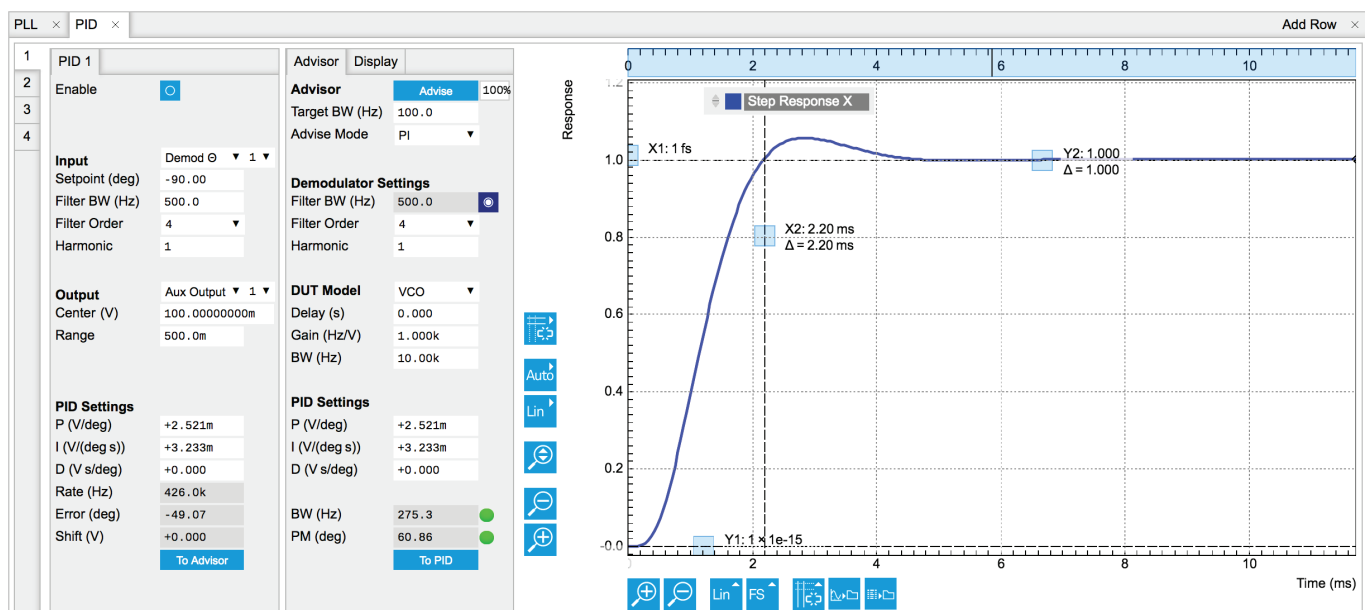 PLL × PID × Add Row ×
1
2
3
4
PID 1
Enable
Input Demod Θ ▼ 1 ▼
Setpoint (deg) -90.00
Filter BW (Hz) 500.0
Filter Order 4 ▼
Harmonic 1
Output Aux Output ▼ 1 ▼
Center (V) 100.00000000m
Range 500.0m
PID Settings
P (V/deg) +2.521m
I (V/(deg s)) +3.233m
D (V s/deg) +0.000
Rate (Hz) 426.0k
Error (deg) -49.07
Shift (V) +0.000
To Advisor
Advisor Display
Advisor Advise 100%
Target BW (Hz) 100.0
Advise Mode PI ▼
Demodulator Settings
Filter BW (Hz) 500.0
Filter Order 4 ▼
Harmonic 1
DUT Model VCO ▼
Delay (s) 0.000
Gain (Hz/V) 1.000k
BW (Hz) 10.00k
PID Settings
P (V/deg) +2.521m
I (V/(deg s)) +3.233m
D (V s/deg) +0.000
BW (Hz) 275.3
PM (deg) 60.86
To PID
Auto
Lin
0 2 4 6 8 10
Response
Step Response X
1.2
1.0
0.8
0.6
0.4
0.2
-0.0
X1: 1 fs
Y2: 1.000
Δ = 1.000
X2: 2.20 ms
Δ = 2.20 ms
Y1: 1 × 1e-15
2 4 6 8 10
Time (ms)
Lin FS